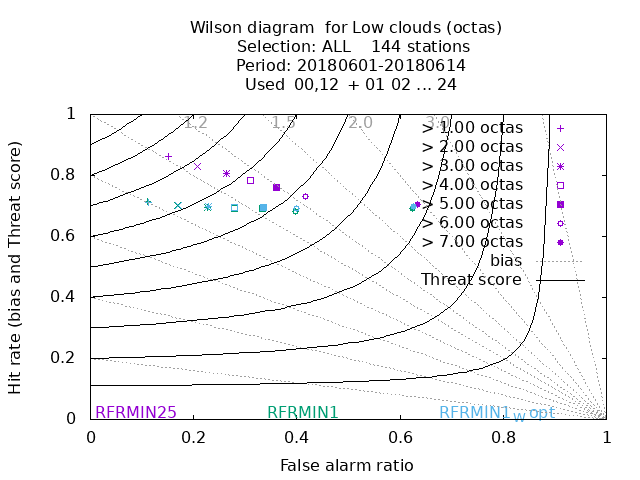 Wilson diagram  for Low clouds (octas)
Selection: ALL    144 stations
Period: 20180601-20180614
Used  00,12  + 01 02 ... 24
Hit rate (bias and Threat score)
1
0.8
0.6
0.4
0.2
0
1.2 1.5 2.0 3.0
> 1.00 octas
> 2.00 octas
> 3.00 octas
> 4.00 octas
> 5.00 octas
> 6.00 octas
> 7.00 octas
bias
Threat score
RFRMIN25 RFRMIN1 RFRMIN1_W_opt
0 0.2 0.4 0.6 0.8 1
False alarm ratio